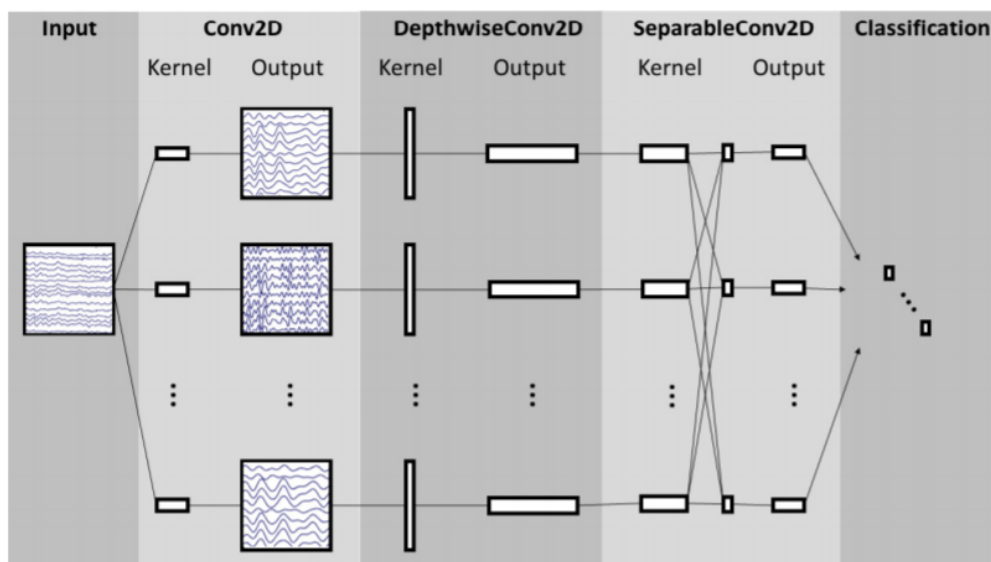 Input Conv2D DepthwiseConv2D SeparableConv2D Classification
Kernel Output Kernel Output Kernel Output